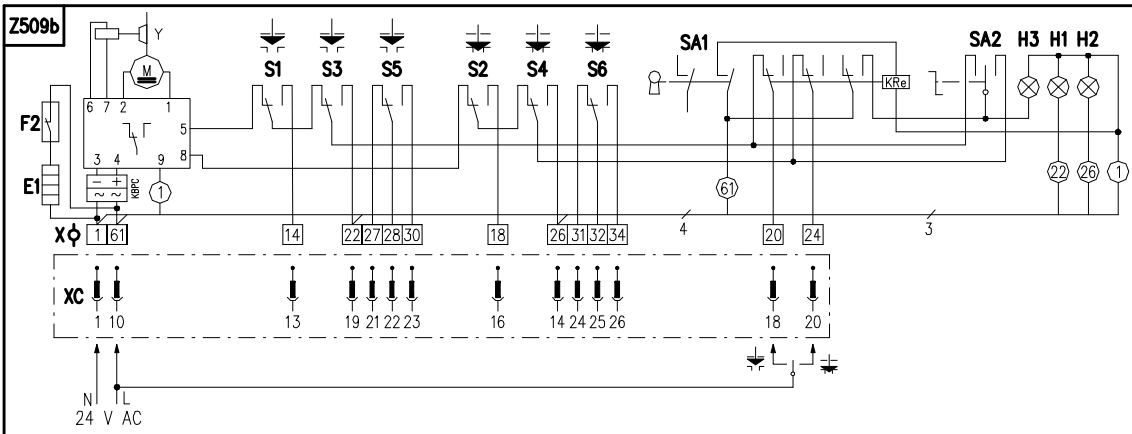 Z509b
Y
S1 S3 S5 S2 S4 S6
SA1 SA2 H3 H1 H2
M
KRe
6 7 2 1
F2
5
8
3 4 9
E1
- +
~ ~
KBPC
1
61
22 26 1
4 3
X 1 61 14 22 27 28 30 18 26 31 32 34 20 24
XC
1 10 13 19 21 22 23 16 14 24 25 26 18 20
N L
24 V AC